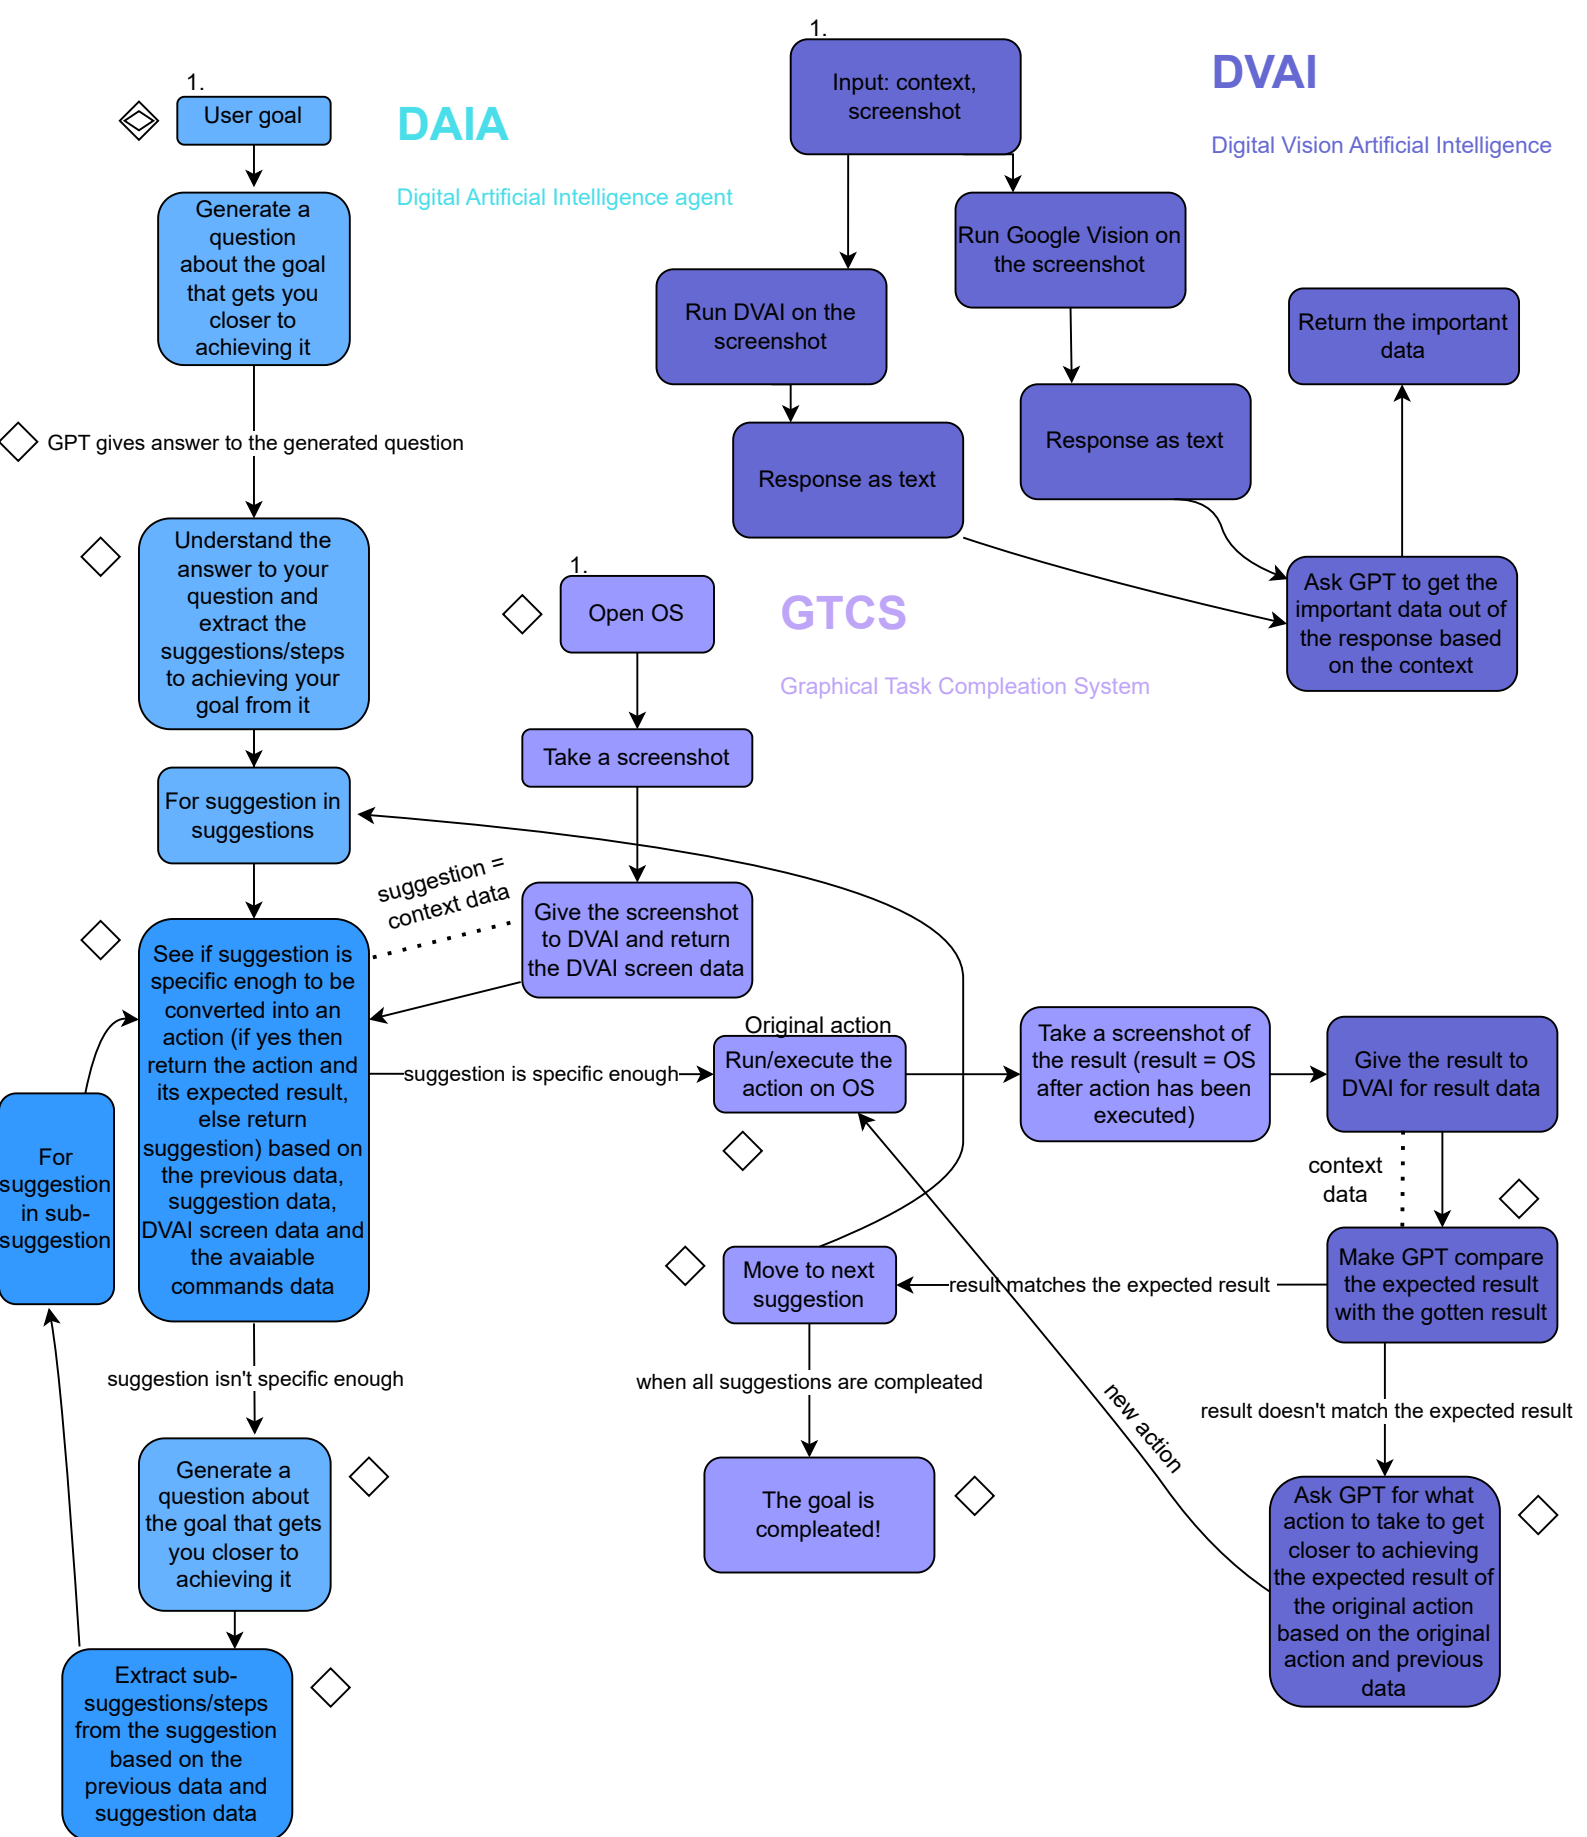 1.
User goal
DAIA
Digital Artificial Intelligence agent
Generate a
question
about the goal
that gets you
closer to
achieving it
GPT gives answer to the generated question
Understand the
answer to your
question and
extract the
suggestions/steps
to achieving your
goal from it
For suggestion in
suggestions
suggestion =
context data
See if suggestion is
specific enogh to be
converted into an
action (if yes then
return the action and
its expected result,
else return
suggestion) based on
the previous data,
suggestion data,
DVAI screen data and
the avaiable
commands data
For
suggestion
in sub-
suggestion
suggestion isn't specific enough
Generate a
question about
the goal that gets
you closer to
achieving it
Extract sub-
suggestions/steps
from the suggestion
based on the
previous data and
suggestion data
1.
Input: context,
screenshot
DVAI
Digital Vision Artificial Intelligence
Run Google Vision on
the screenshot
Run DVAI on the
screenshot
Return the important
data
Response as text
Response as text
Ask GPT to get the
important data out of
the response based
on the context
1.
Open OS
GTCS
Graphical Task Compleation System
Take a screenshot
Give the screenshot
to DVAI and return
the DVAI screen data
suggestion is specific enough
Original action
Run/execute the
action on OS
Take a screenshot of
the result (result = OS
after action has been
executed)
Give the result to
DVAI for result data
context
data
Make GPT compare
the expected result
with the gotten result
result matches the expected result
Move to next
suggestion
when all suggestions are compleated
The goal is
compleated!
result doesn't match the expected result
new action
Ask GPT for what
action to take to get
closer to achieving
the expected result of
the original action
based on the original
action and previous
data